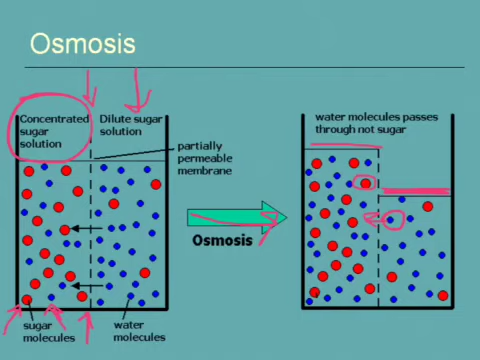 Osmosis
Concentrated
sugar
solution
Dilute sugar
solution
partially
permeable
membrane
water molecules passes
through not sugar
Osmosis
sugar
molecules
water
molecules